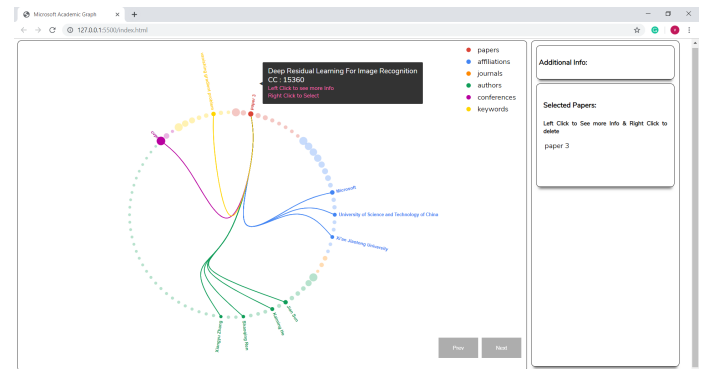 Microsoft Academic Graph
127.0.0.1:5500/index.html
papers
affiliations
journals
authors
conferences
keywords
Deep Residual Learning For Image Recognition
CC : 15360
Left Click to see more Info
Right Click to Select
Microsoft
University of Science and Technology of China
Xi'an Jiaotong University
Jian Sun
Kaiming He
Shaoqing Ren
Xiangyu Zhang
Prev
Next
Additional Info:
Selected Papers:
Left Click to See more Info & Right Click to
delete
paper 3